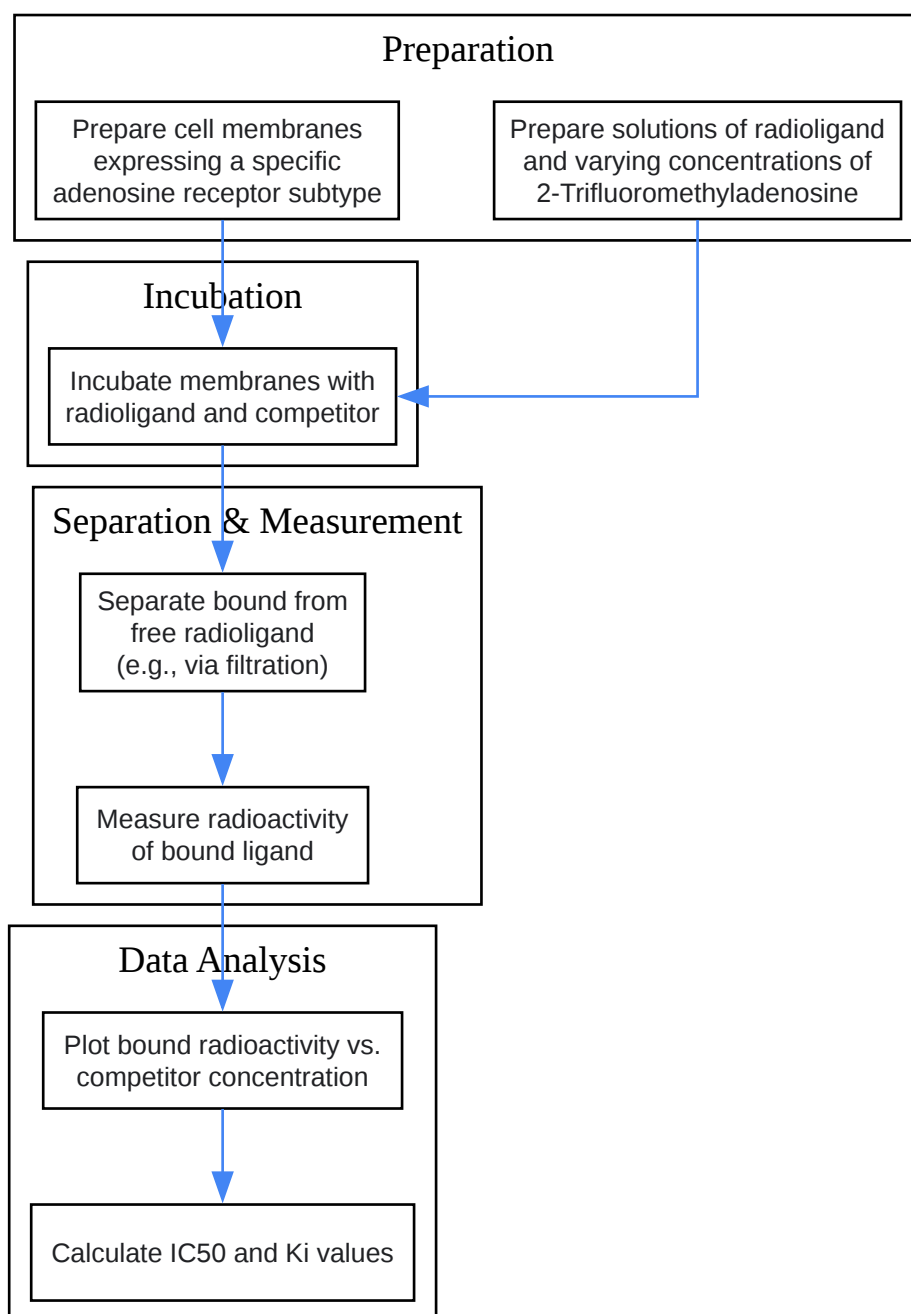 Preparation
Prepare cell membranes
expressing a specific
adenosine receptor subtype
Prepare solutions of radioligand
and varying concentrations of
2-Trifluoromethyladenosine
Incubation
Incubate membranes with
radioligand and competitor
Separation & Measurement
Separate bound from
free radioligand
(e.g., via filtration)
Measure radioactivity
of bound ligand
Data Analysis
Plot bound radioactivity vs.
competitor concentration
Calculate IC50 and Ki values